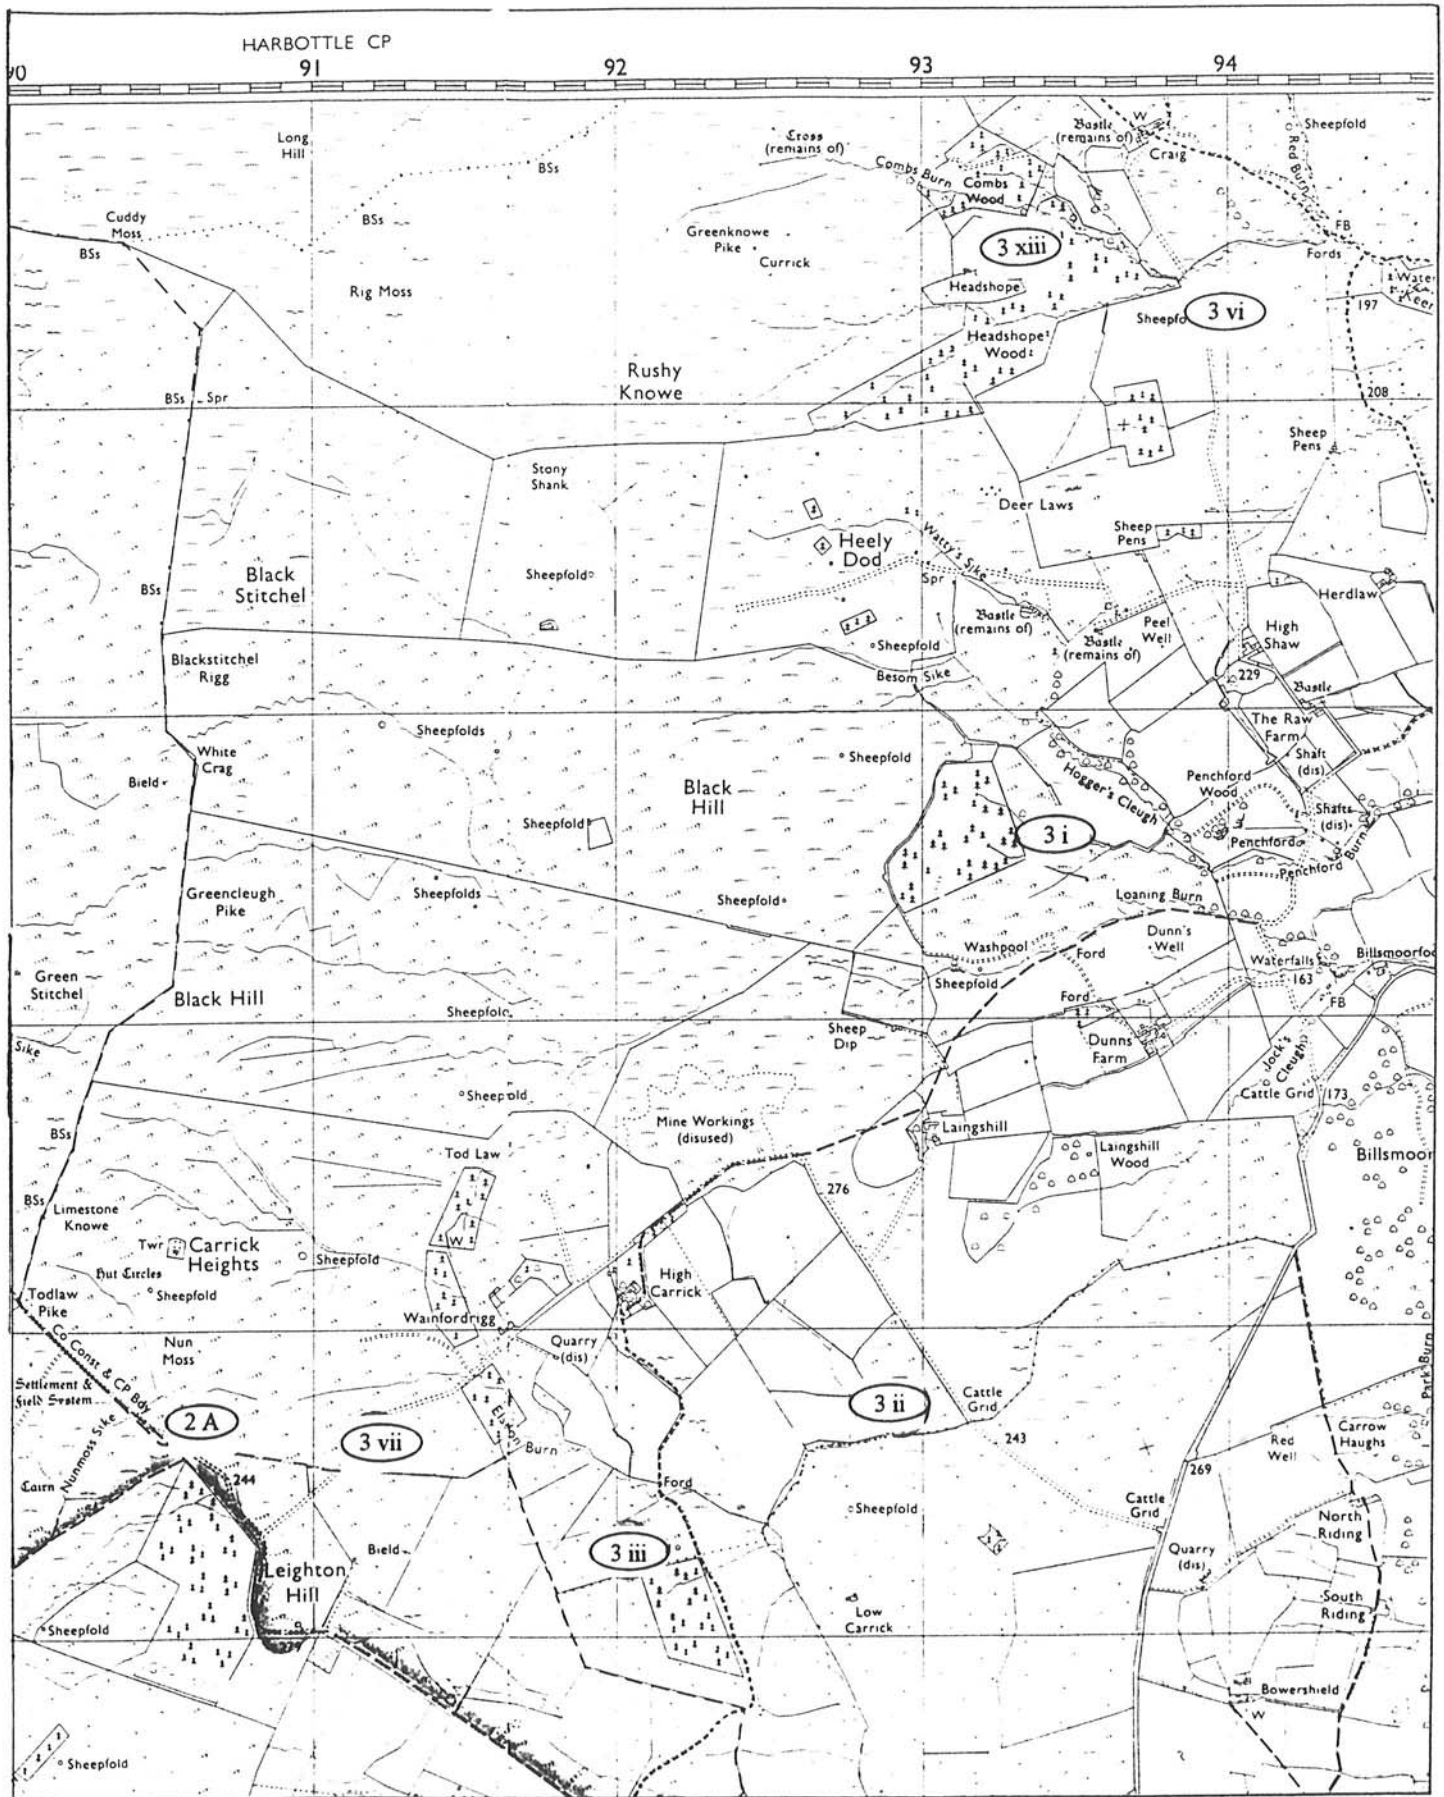 HARBOTTLE CP
91
92
93
94
Long
Hill
BSs
Cross
(remains of)
Combs Burn
Combs
Wood
Bastle
(remains of)
W
Craig
Sheepfold
Red Burn
Cuddy
Moss
BSs
BSs
Greenknowe
Pike
Currick
3 xiii
FB
Fords
Rig Moss
Headshope
3 vi
197
Headshope
Wood
Rushy
Knowe
BSs
Spr
208
Sheep
Pens
Stony
Shank
Deer Laws
Heely
Dod
Watty's Sike
Sheep
Pens
Black
Stitchel
Sheepfold
Spr
BSs
Herdlaw
Bastle
(remains of)
Bastle
(remains of)
Peel
Well
High
Shaw
Sheepfold
Blackstitchel
Rigg
Besom Sike
229
Bastle
Sheepfolds
The Raw
Farm
White
Crag
Sheepfold
Shaft
(dis)
Bield
Black
Hill
Hogger's Cleugh
Penchford
Wood
Sheepfold
3 i
Shafts
(dis)
Penchford
Penchford Burn
Greencleugh
Pike
Sheepfolds
Sheepfold
Loaning Burn
Washpool
Ford
Dunn's
Well
Waterfalls
Green
Stitchel
Black Hill
Sheepfold
Ford
163
FB
Sheepfold
Sheep
Dip
Sike
Dunns
Farm
Jock's
Cleugh
Sheepfold
Cattle Grid
173
Mine Workings
(disused)
BSs
Laingshill
Laingshill
Wood
Tod Law
276
BSs
Limestone
Knowe
W
Twr
Carrick
Heights
Sheepfold
Hut Circles
Sheepfold
High
Carrick
Todlaw
Pike
Wainfordrigg
Co Const & CP Bdy
Nun
Moss
Quarry
(dis)
Park Burn
Settlement &
Field System
Cattle
Grid
2 A
3 vii
3 ii
Nunmoss Sike
Burn
243
Red
Well
Carrow
Haughs
Cairn
244
Ford
269
Sheepfold
Cattle
Grid
North
Riding
3 iii
Bield
Quarry
(dis)
Leighton
Hill
Low
Carrick
South
Riding
Sheepfold
Bowershield
W
Sheepfold